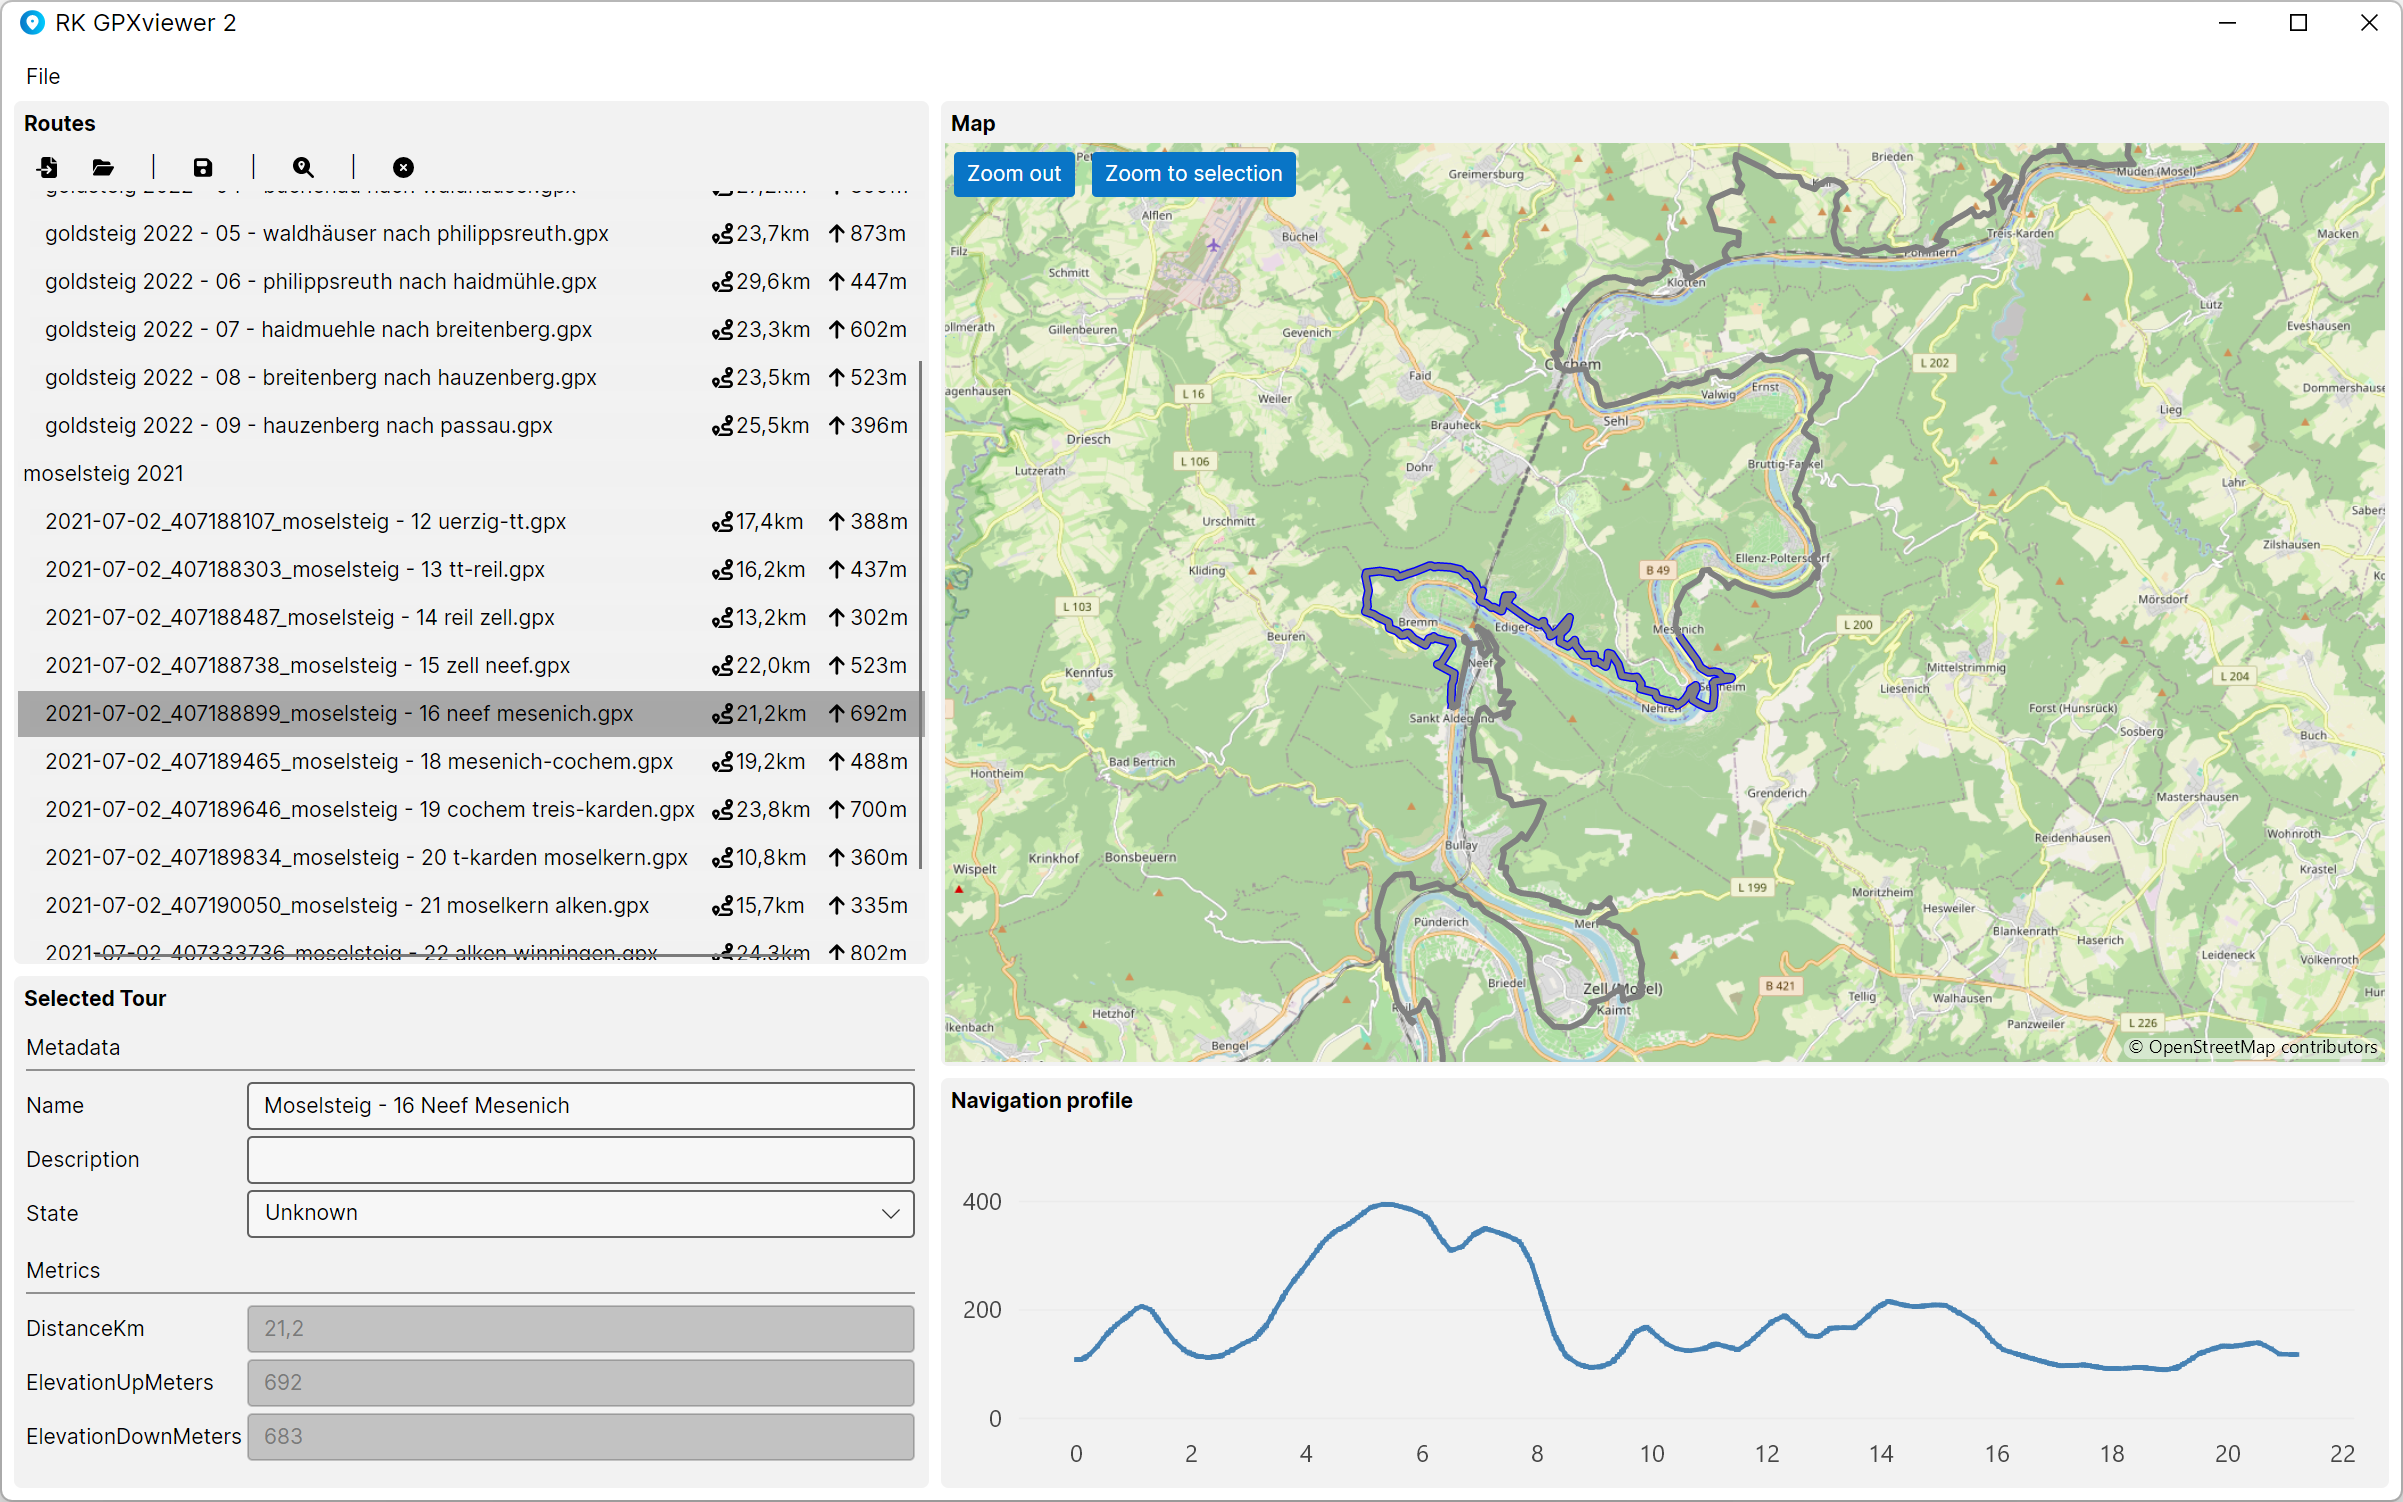 RK GPXviewer 2
File
Routes
goldsteig 2022 - 05 - waldhäuser nach philippsreuth.gpx 23,7km 873m
goldsteig 2022 - 06 - philippsreuth nach haidmühle.gpx 29,6km 447m
goldsteig 2022 - 07 - haidmuehle nach breitenberg.gpx 23,3km 602m
goldsteig 2022 - 08 - breitenberg nach hauzenberg.gpx 23,5km 523m
goldsteig 2022 - 09 - hauzenberg nach passau.gpx 25,5km 396m
moselsteig 2021
2021-07-02_407188107_moselsteig - 12 uerzig-tt.gpx 17,4km 388m
2021-07-02_407188303_moselsteig - 13 tt-reil.gpx 16,2km 437m
2021-07-02_407188487_moselsteig - 14 reil zell.gpx 13,2km 302m
2021-07-02_407188738_moselsteig - 15 zell neef.gpx 22,0km 523m
2021-07-02_407188899_moselsteig - 16 neef mesenich.gpx 21,2km 692m
2021-07-02_407189465_moselsteig - 18 mesenich-cochem.gpx 19,2km 488m
2021-07-02_407189646_moselsteig - 19 cochem treis-karden.gpx 23,8km 700m
2021-07-02_407189834_moselsteig - 20 t-karden moselkern.gpx 10,8km 360m
2021-07-02_407190050_moselsteig - 21 moselkern alken.gpx 15,7km 335m
2021-07-02_407333736_moselsteig - 22 alken winningen.gpx 24,3km 802m
Selected Tour
Metadata
Name Moselsteig - 16 Neef Mesenich
Description
State Unknown
Metrics
DistanceKm 21,2
ElevationUpMeters 692
ElevationDownMeters 683
Map
Zoom out Zoom to selection
Brieden
Greimersburg
Müden (Mosel)
Alflen
Büchel
Treis-Karden
Macken
Filz
Pommern
Schmitt
Klotten
Lütz
Gillenbeuren
Gevenich
Eveshausen
Cochem
L 202
Faid
Ernst
Dommershause
agenhausen
L 16
Weiler
Valwig
Lieg
Brauheck
Sehl
Driesch
L 106
Dohr
Bruttig-Fankel
Lutzerath
Lahr
Urschmitt
Sabers
Zilshausen
Ellenz-Poltersdorf
Kliding
B 49
L 103
Mörsdorf
Bremm
Ediger-E
Mesenich
L 200
Beuren
Neef
Mittelstrimmig
Kennfus
L 204
Senheim
Liesenich
Nehren
Forst (Hunsrück)
Sankt Aldegund
Sosberg
Buch
Bad Bertrich
Hontheim
Grenderich
Mastershausen
Reidenhausen
Wohnroth
Bullay
Krinkhof
Bonsbeuern
Wispelt
Krastel
L 199
Moritzheim
Hesweiler
Pünderich
Merl
Blankenrath
Haserich
Leideneck
Völkenroth
Briedel
Zell (Mosel)
B 421
Tellig
Walhausen
Kaimt
Reil
Hetzhof
Panzweiler
L 226
lkenbach
Bengel
© OpenStreetMap contributors
Navigation profile
400
200
0
0 2 4 6 8 10 12 14 16 18 20 22